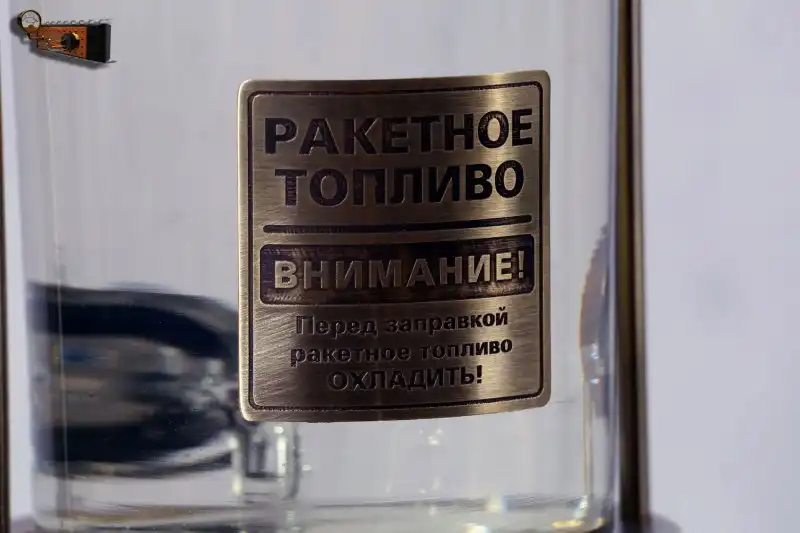 РАКЕТНОЕ
ТОПЛИВО
ВНИМАНИЕ!
Перед заправкой
ракетное топливо
ОХЛАДИТЬ!